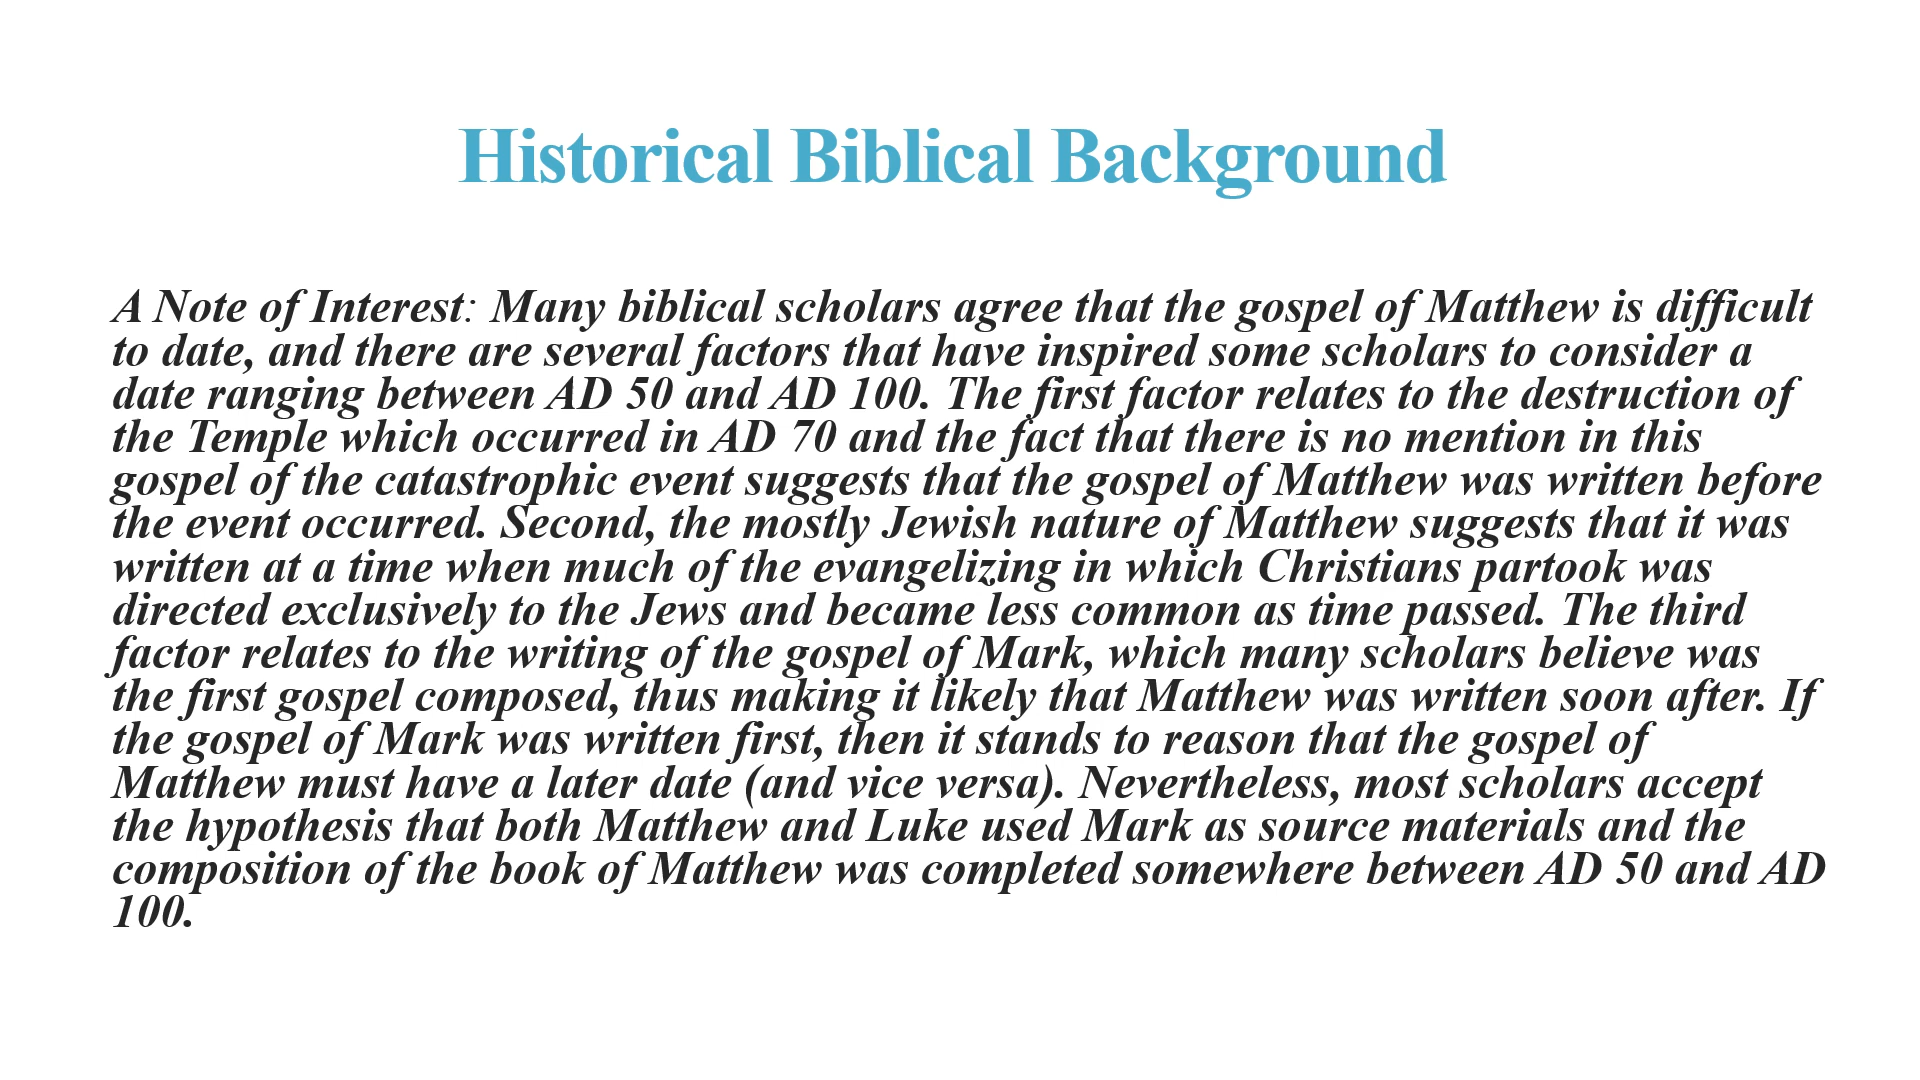 Historical Biblical Background
A Note of Interest: Many biblical scholars agree that the gospel of Matthew is difficult
to date, and there are several factors that have inspired some scholars to consider a
date ranging between AD 50 and AD 100. The first factor relates to the destruction of
the Temple which occurred in AD 70 and the fact that there is no mention in this
gospel of the catastrophic event suggests that the gospel of Matthew was written before
the event occurred. Second, the mostly Jewish nature of Matthew suggests that it was
written at a time when much of the evangelizing in which Christians partook was
directed exclusively to the Jews and became less common as time passed. The third
factor relates to the writing of the gospel of Mark, which many scholars believe was
the first gospel composed, thus making it likely that Matthew was written soon after. If
the gospel of Mark was written first, then it stands to reason that the gospel of
Matthew must have a later date (and vice versa). Nevertheless, most scholars accept
the hypothesis that both Matthew and Luke used Mark as source materials and the
composition of the book of Matthew was completed somewhere between AD 50 and AD
100.